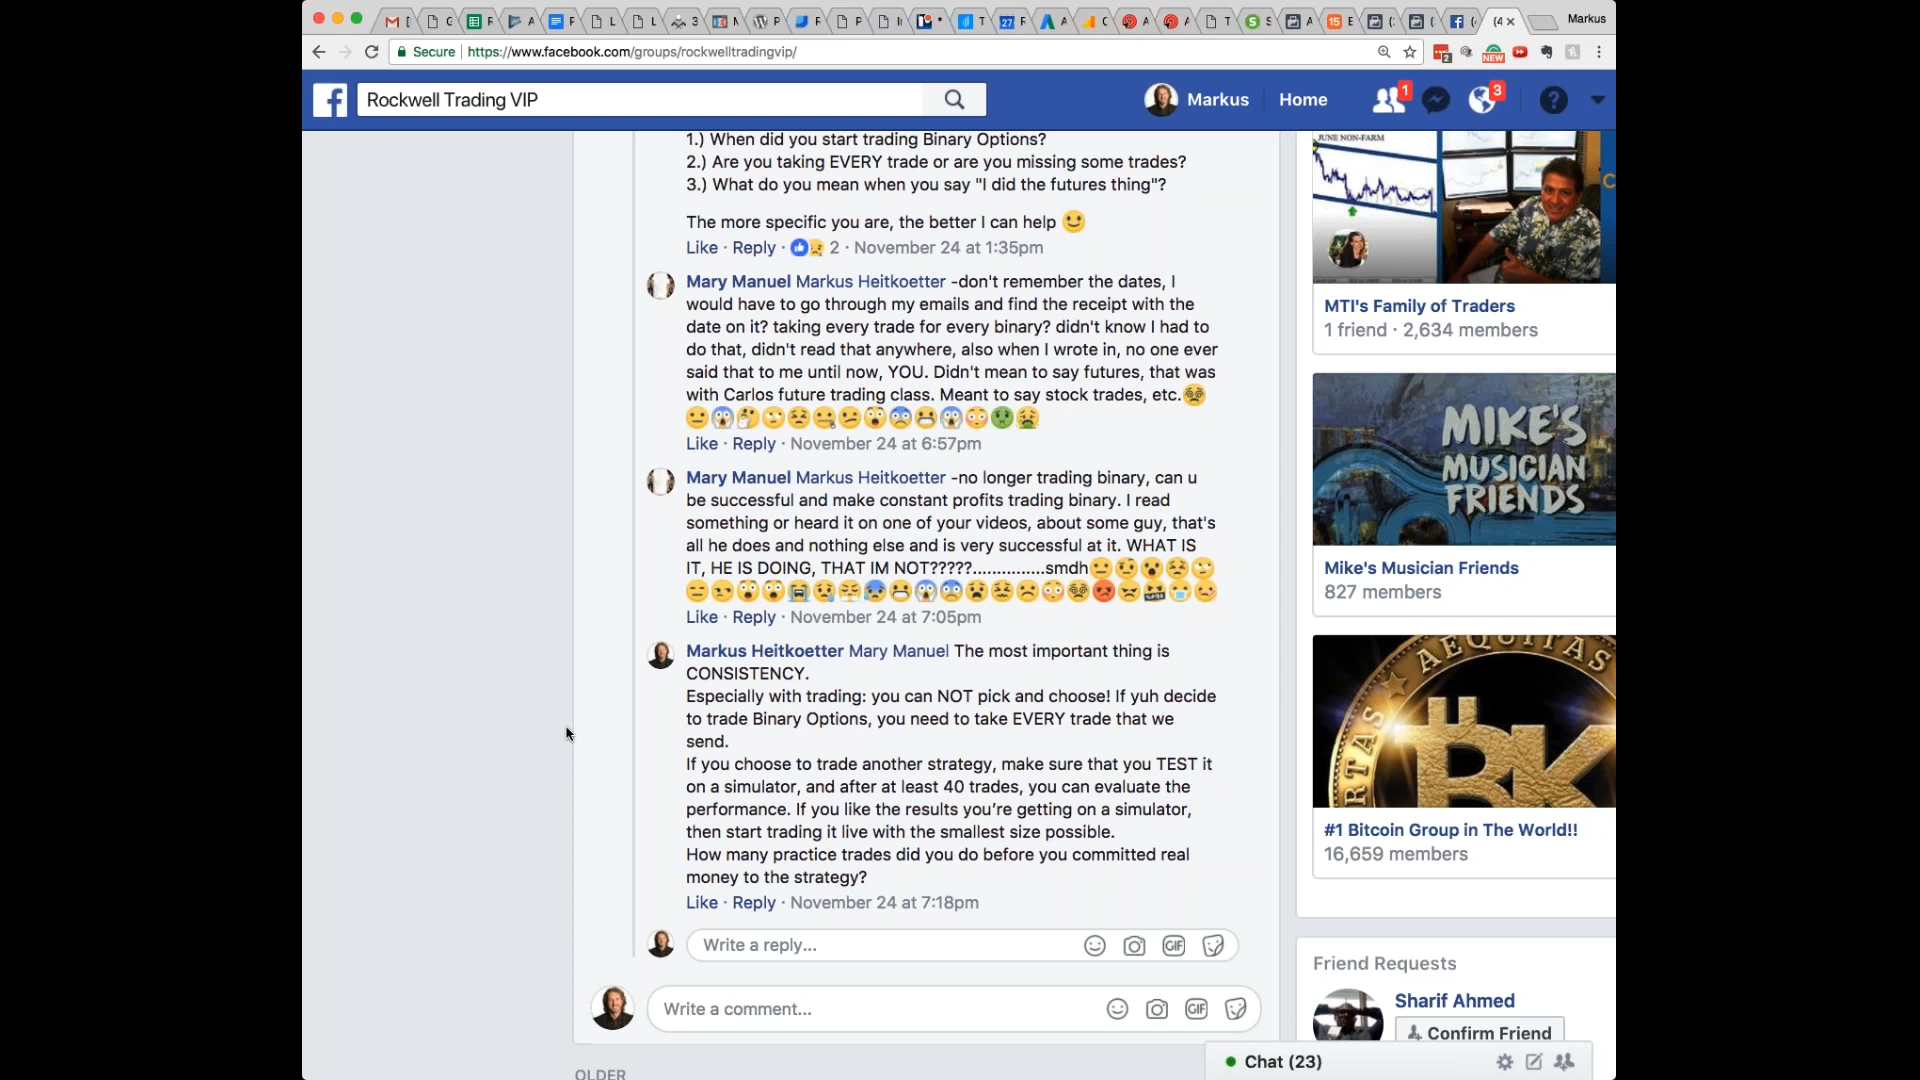 Markus
Secure
https://www.facebook.com/groups/rockwelltradingvip/
Rockwell Trading VIP
Markus
Home
1
3
1.) When did you start trading Binary Options?
2.) Are you taking EVERY trade or are you missing some trades?
3.) What do you mean when you say "I did the futures thing"?
The more specific you are, the better I can help
Like · Reply · 2 · November 24 at 1:35pm
Mary Manuel Markus Heitkoetter -don't remember the dates, I
would have to go through my emails and find the receipt with the
date on it? taking every trade for every binary? didn't know I had to
do that, didn't read that anywhere, also when I wrote in, no one ever
said that to me until now, YOU. Didn't mean to say futures, that was
with Carlos future trading class. Meant to say stock trades, etc.
Like · Reply · November 24 at 6:57pm
Mary Manuel Markus Heitkoetter -no longer trading binary, can u
be successful and make constant profits trading binary. I read
something or heard it on one of your videos, about some guy, that's
all he does and nothing else and is very successful at it. WHAT IS
IT, HE IS DOING, THAT IM NOT?????...............smdh
Like · Reply · November 24 at 7:05pm
Markus Heitkoetter Mary Manuel The most important thing is
CONSISTENCY.
Especially with trading: you can NOT pick and choose! If yuh decide
to trade Binary Options, you need to take EVERY trade that we
send.
If you choose to trade another strategy, make sure that you TEST it
on a simulator, and after at least 40 trades, you can evaluate the
performance. If you like the results you're getting on a simulator,
then start trading it live with the smallest size possible.
How many practice trades did you do before you committed real
money to the strategy?
Like · Reply · November 24 at 7:18pm
Write a reply...
GIF
Write a comment...
GIF
OLDER
JUNE NON-FARM
MTI's Family of Traders
1 friend · 2,634 members
MIKE'S
MUSICIAN
FRIENDS
Mike's Musician Friends
827 members
AEQUITAS
BK
#1 Bitcoin Group in The World!!
16,659 members
Friend Requests
Sharif Ahmed
Confirm Friend
Chat (23)